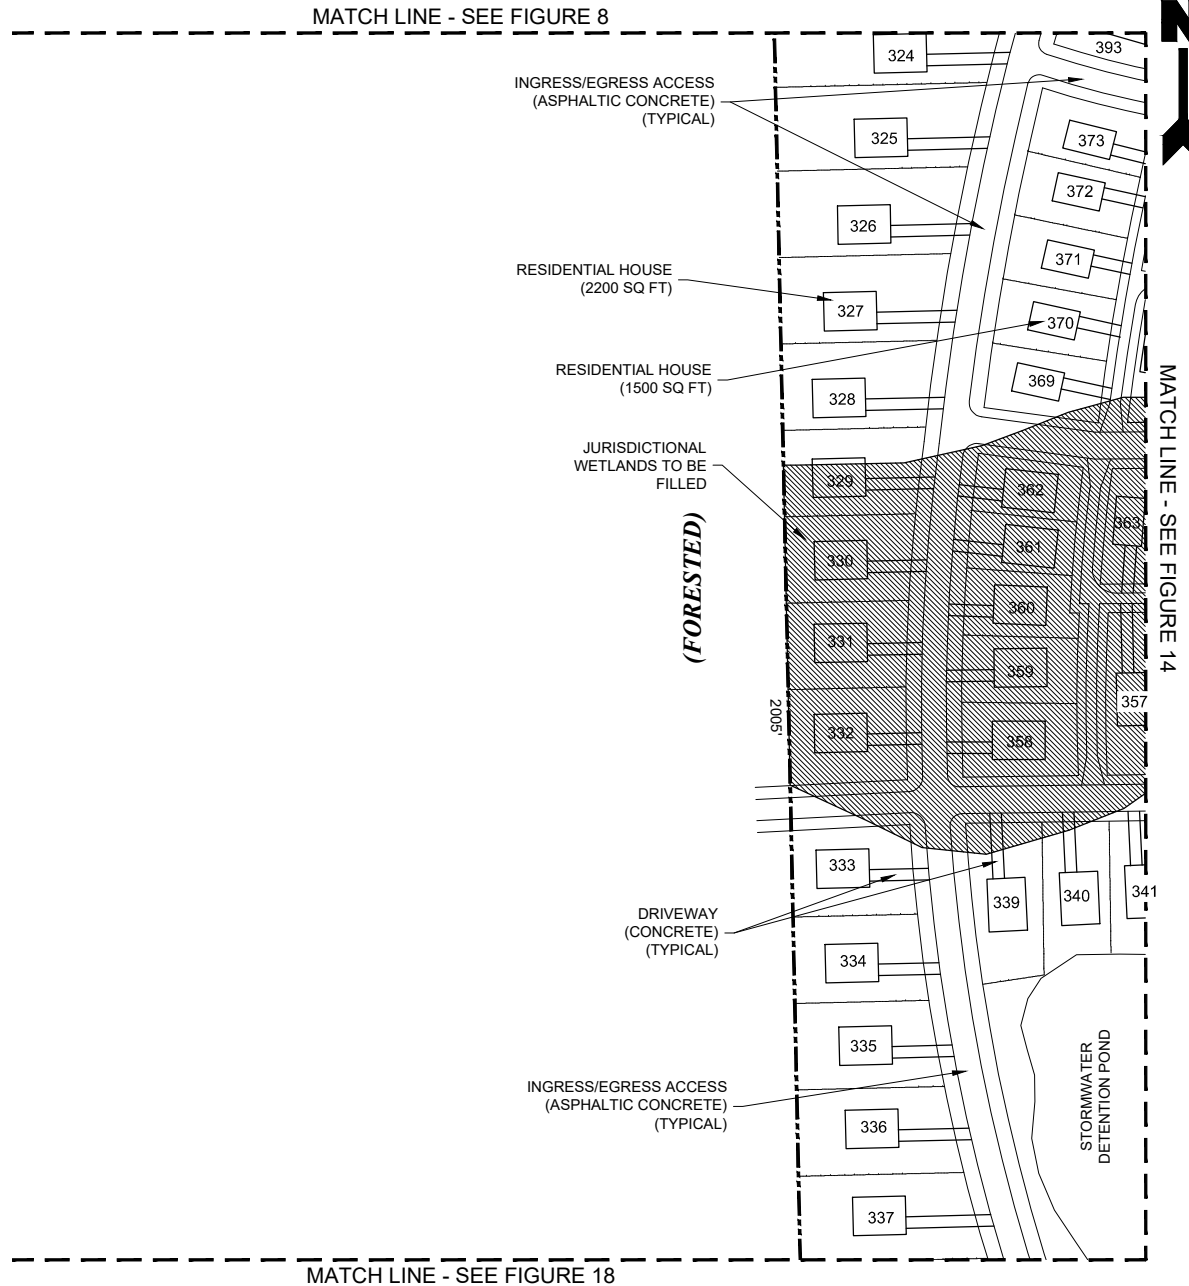 MATCH LINE - SEE FIGURE 8
N
324
393
INGRESS/EGRESS ACCESS
(ASPHALTIC CONCRETE)
(TYPICAL)
325
373
372
326
371
RESIDENTIAL HOUSE
(2200 SQ FT)
327
370
RESIDENTIAL HOUSE
(1500 SQ FT)
369
328
MATCH LINE - SEE FIGURE 14
JURISDICTIONAL
WETLANDS TO BE
FILLED
329
362
363
(FORESTED)
330
361
360
331
359
357
2005'
332
358
333
339
340
341
DRIVEWAY
(CONCRETE)
(TYPICAL)
334
335
STORMWATER
DETENTION POND
INGRESS/EGRESS ACCESS
(ASPHALTIC CONCRETE)
(TYPICAL)
336
337
MATCH LINE - SEE FIGURE 18